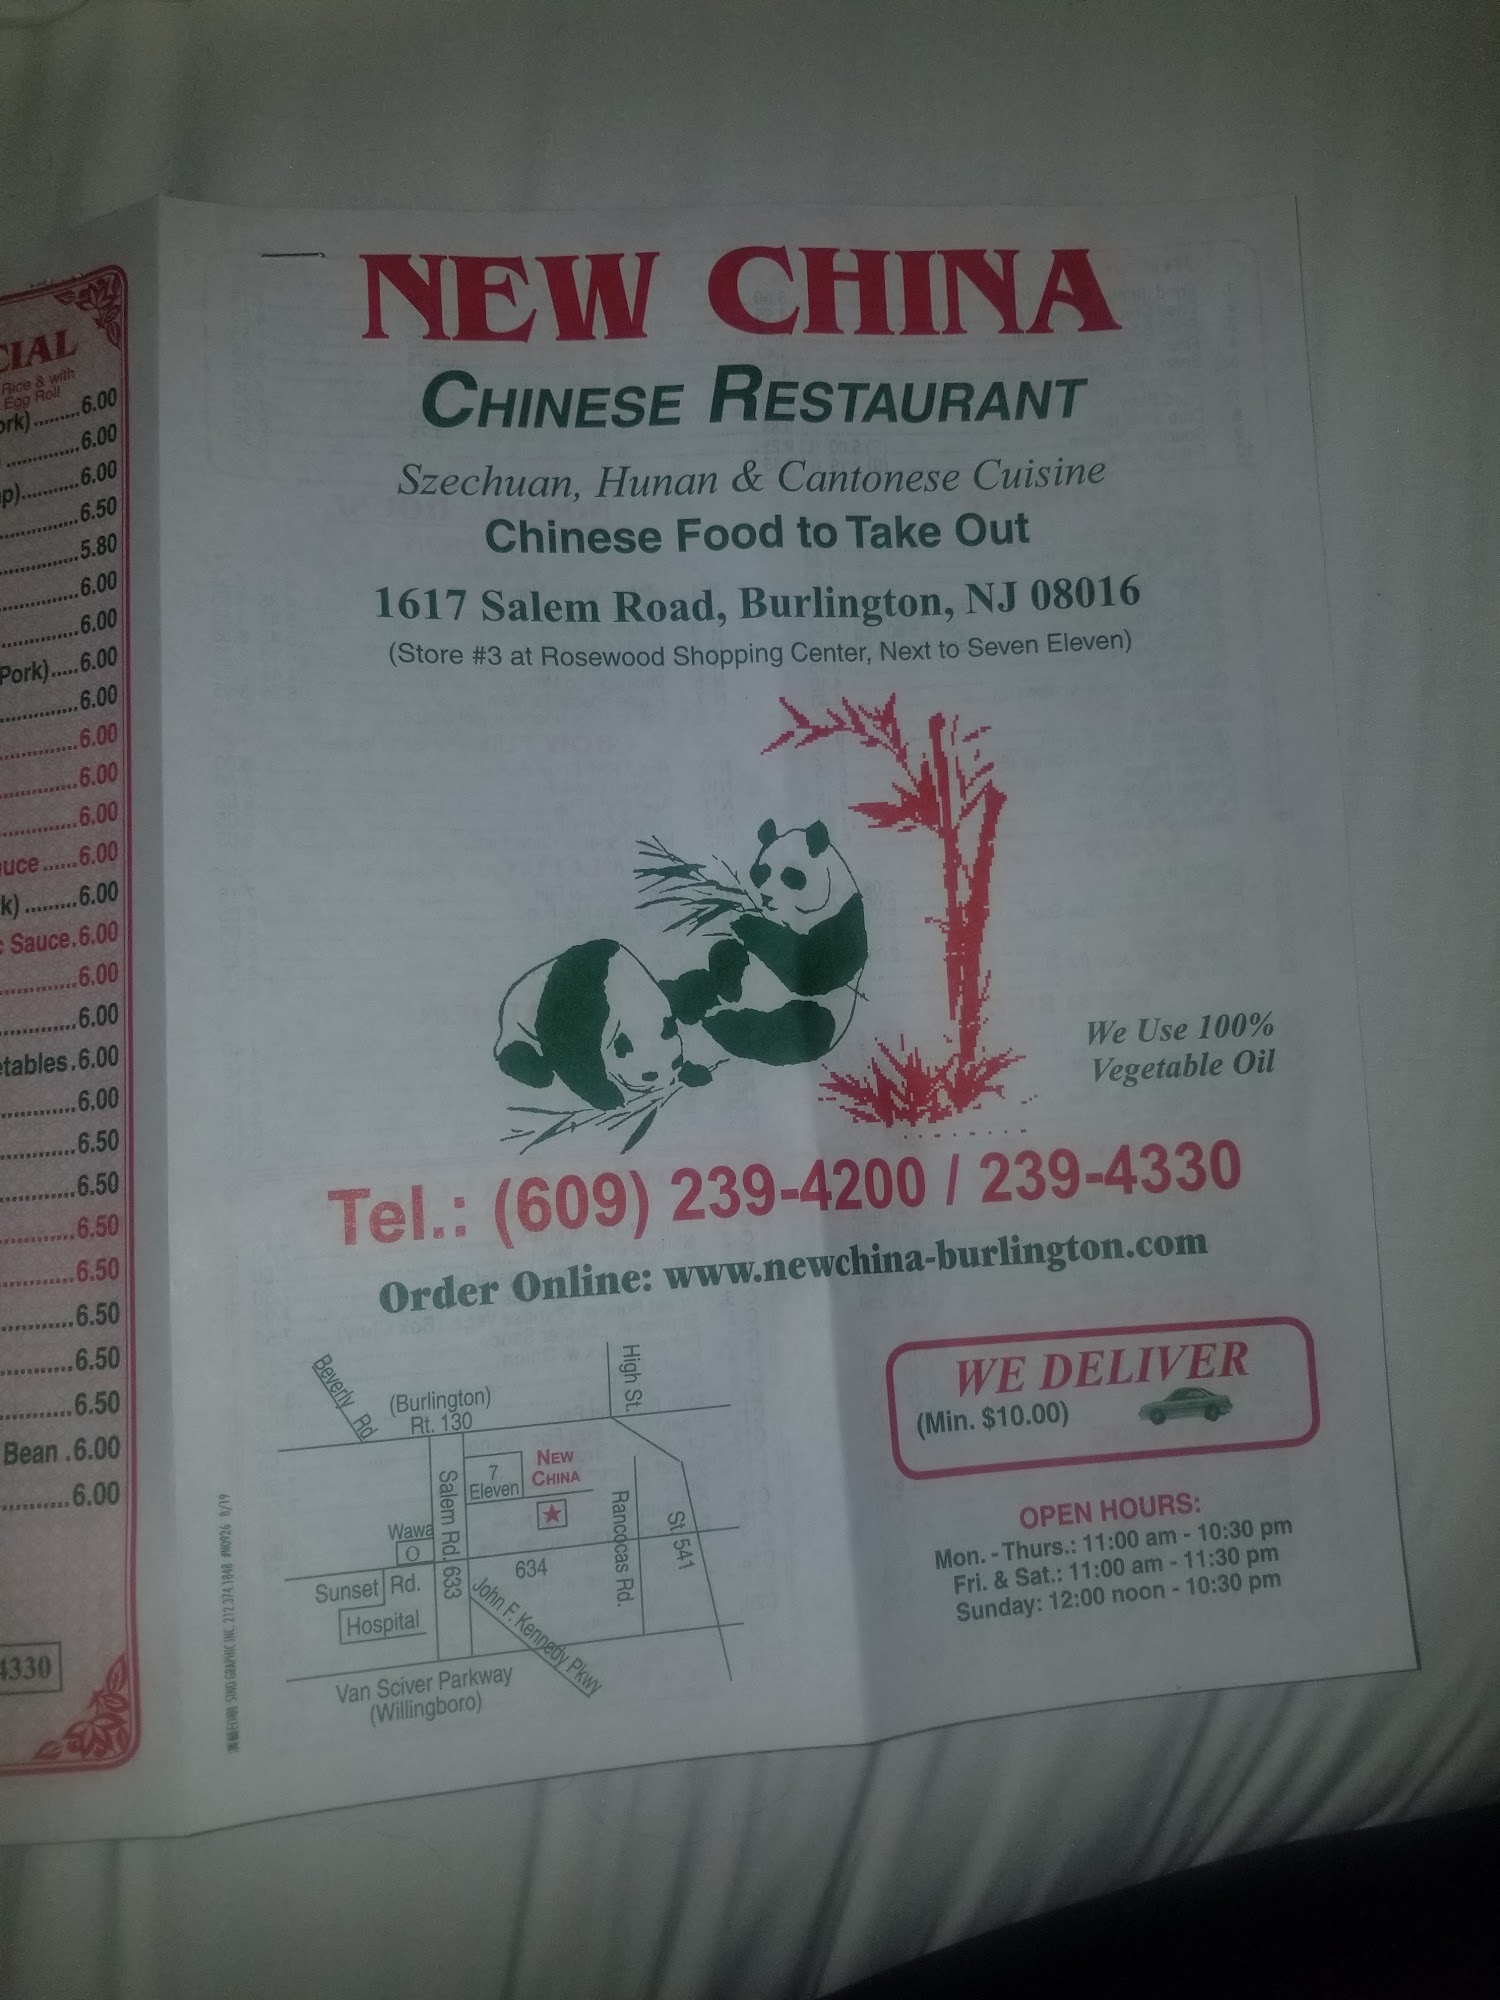 CIAL
Rice & with
Egg Roll
ork)........6.00
..............6.00
p)...........6.00
..............6.50
..............5.80
..............6.00
..............6.00
Pork).....6.00
..............6.00
..............6.00
..............6.00
..............6.00
uce ......6.00
k) .........6.00
c Sauce.6.00
..............6.00
..............6.00
etables.6.00
..............6.00
..............6.50
..............6.50
..............6.50
..............6.50
..............6.50
..............6.50
..............6.50
Bean .6.00
..............6.00
4330
NEW CHINA
CHINESE RESTAURANT
Szechuan, Hunan & Cantonese Cuisine
Chinese Food to Take Out
1617 Salem Road, Burlington, NJ 08016
(Store #3 at Rosewood Shopping Center, Next to Seven Eleven)
We Use 100%
Vegetable Oil
Tel.: (609) 239-4200 / 239-4330
Order Online: www.newchina-burlington.com
Beverly Rd
(Burlington)
Rt. 130
High St.
7
Eleven
NEW
CHINA
Salem Rd. 633
Wawa
Sunset Rd.
Hospital
634
John F. Kennedy Pkwy
Rancocas Rd.
St. 541
Van Sciver Parkway
(Willingboro)
WE DELIVER
(Min. $10.00)
OPEN HOURS:
Mon. - Thurs.: 11:00 am - 10:30 pm
Fri. & Sat.: 11:00 am - 11:30 pm
Sunday: 12:00 noon - 10:30 pm
SINO GRAPHIC INC. 212.374.1848 #N0926 8/19